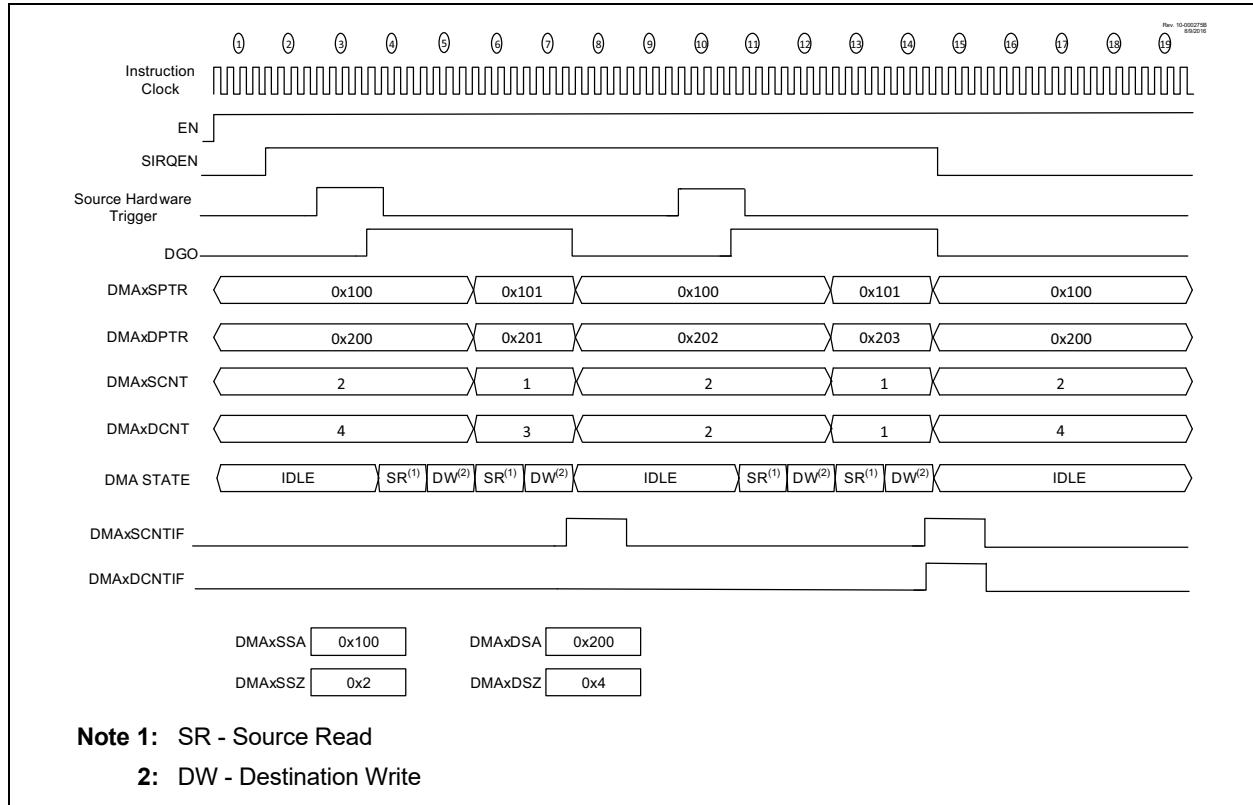 Rev. 10-000275B
8/9/2016
1 2 3 4 5 6 7 8 9 10 11 12 13 14 15 16 17 18 19
Instruction
Clock
EN
SIRQEN
Source Hardware
Trigger
DGO
DMAxSPTR 0x100 0x101 0x100 0x101 0x100
DMAxDPTR 0x200 0x201 0x202 0x203 0x200
DMAxSCNT 2 1 2 1 2
DMAxDCNT 4 3 2 1 4
DMA STATE IDLE SR(1) DW(2) SR(1) DW(2) IDLE SR(1) DW(2) SR(1) DW(2) IDLE
DMAxSCNTIF
DMAxDCNTIF
DMAxSSA 0x100 DMAxDSA 0x200
DMAxSSZ 0x2 DMAxDSZ 0x4
Note 1: SR - Source Read
2: DW - Destination Write